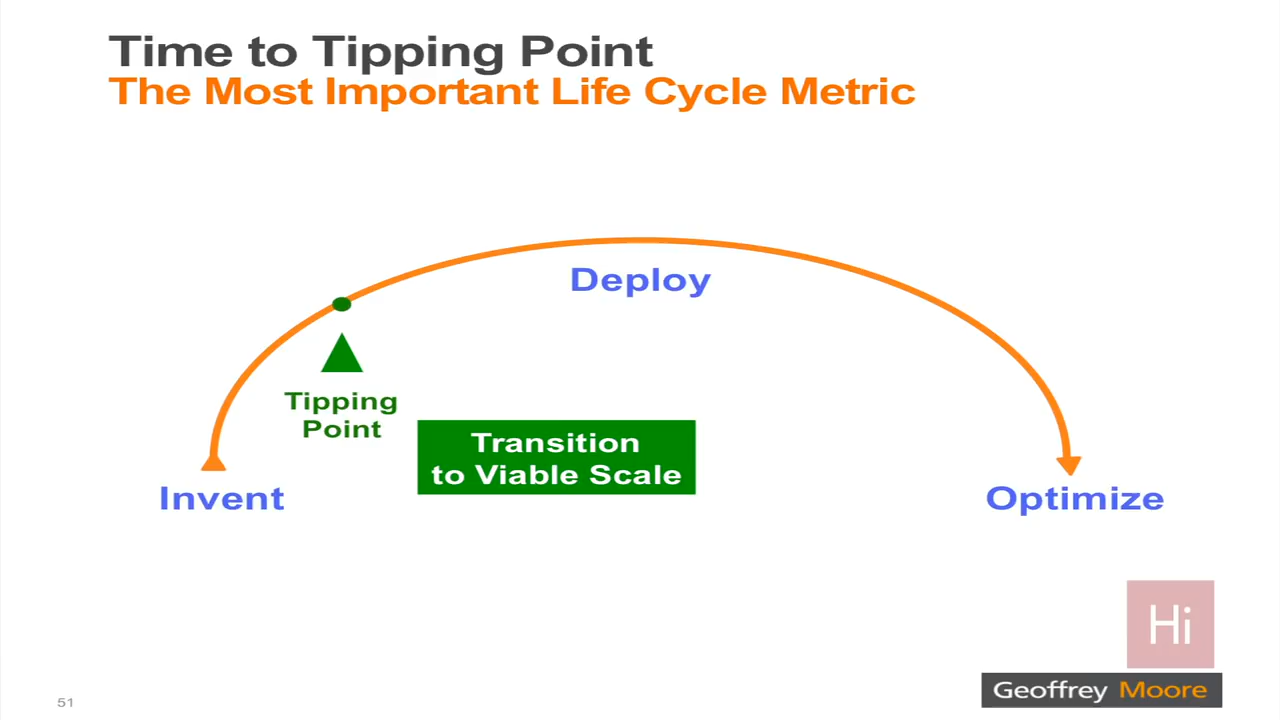 Time to Tipping Point
The Most Important Life Cycle Metric
Deploy
Tipping
Point
Transition
to Viable Scale
Invent
Optimize
Hi
Geoffrey Moore
51